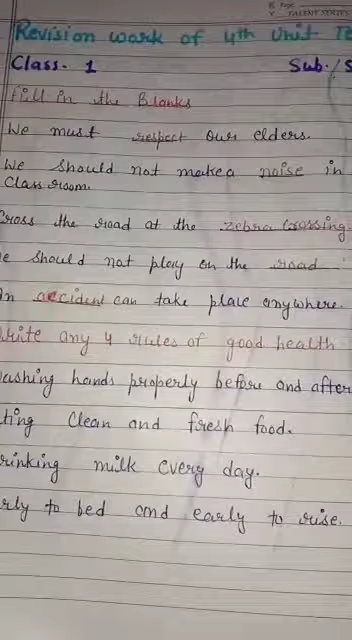 Revision work of 4th Unit Te
Class - 1 Sub:/S
Fill in the Blanks
We must respect our elders.
We should not make a noise in
Class room.
Cross the road at the zebra crossing.
e should not play on the road
An accident can take place anywhere.
Write any 4 rules of good health
ashing hands properly before and after
ting Clean and fresh food.
rinking milk every day.
rly to bed and early to rise.